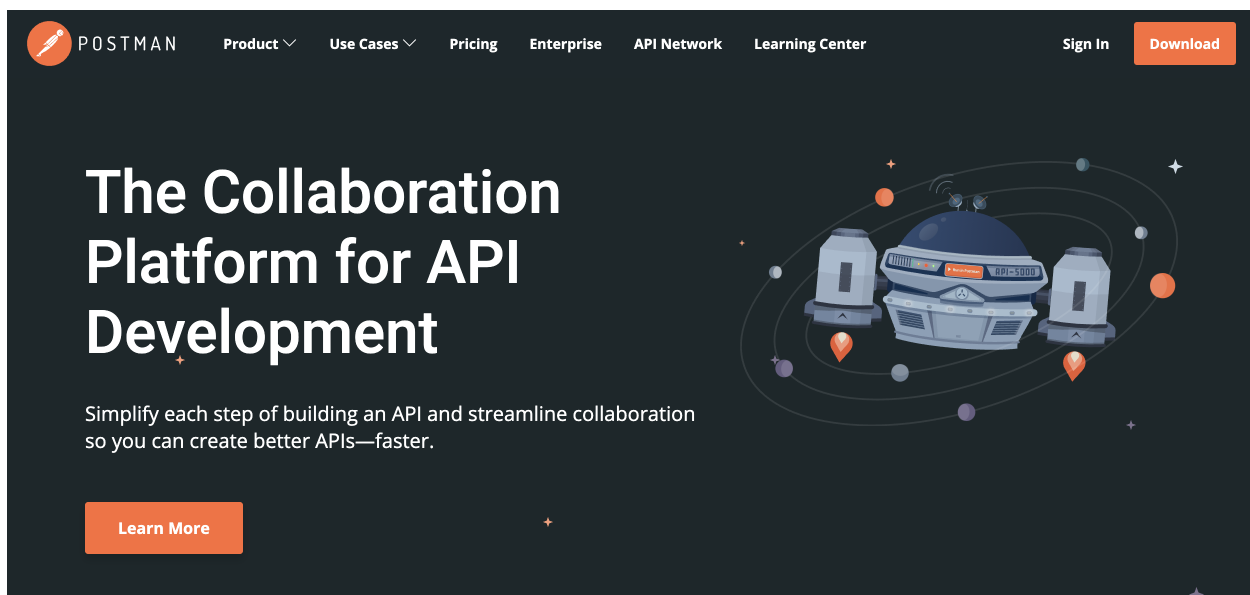 POSTMAN
Product
Use Cases
Pricing
Enterprise
API Network
Learning Center
Sign In
Download
The Collaboration
Platform for API
Development
RPI-5000
Simplify each step of building an API and streamline collaboration
so you can create better APIs—faster.
Learn More